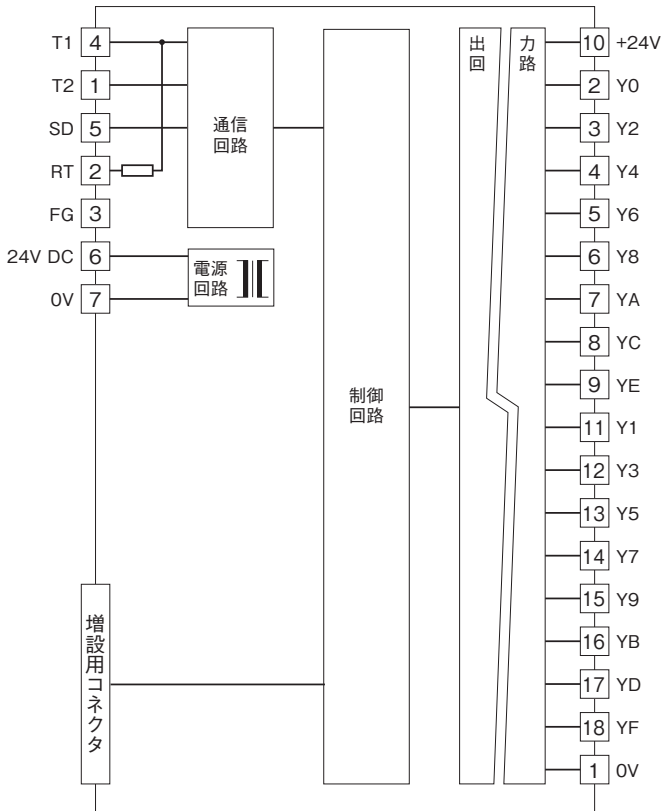 T1 4
T2 1
SD 5
RT 2
FG 3
24V DC 6
0V 7
通信
回路
電源
回路
増設用コネクタ
制御
回路
出力
回路
10 +24V
2 Y0
3 Y2
4 Y4
5 Y6
6 Y8
7 YA
8 YC
9 YE
11 Y1
12 Y3
13 Y5
14 Y7
15 Y9
16 YB
17 YD
18 YF
1 0V